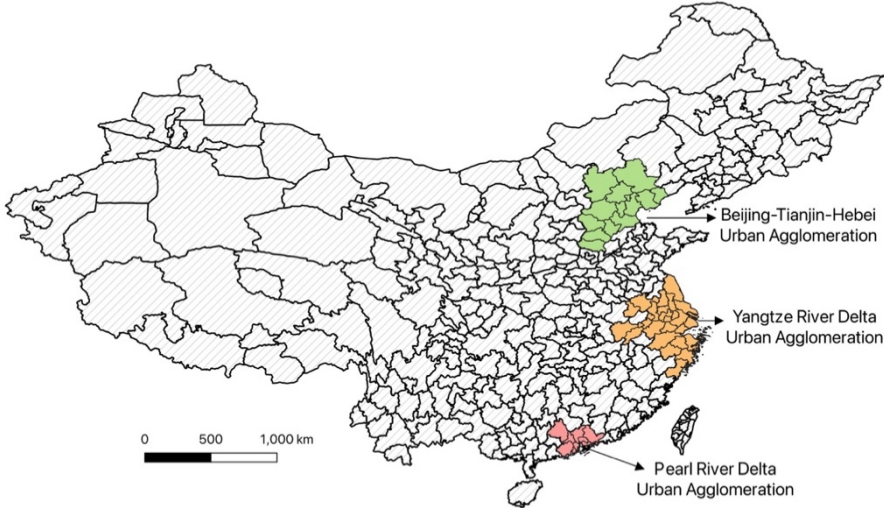 Beijing-Tianjin-Hebei
Urban Agglomeration
Yangtze River Delta
Urban Agglomeration
0 500 1,000 km
Pearl River Delta
Urban Agglomeration